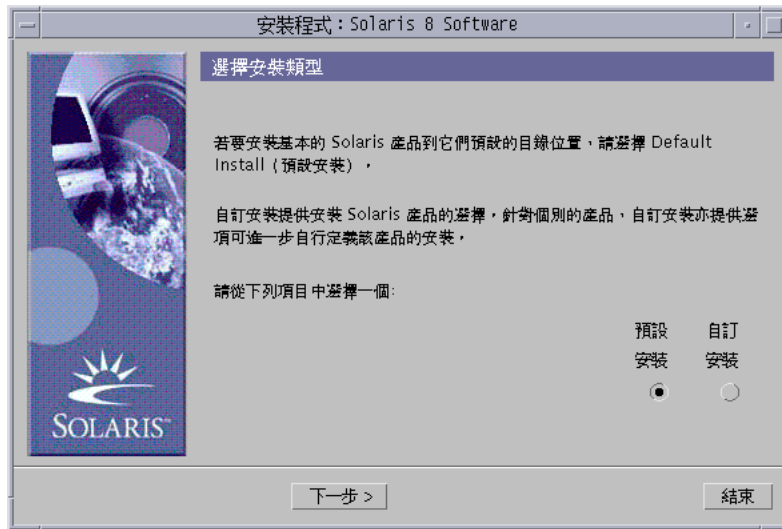 安裝程式：Solaris 8 Software
選擇安裝類型
若要安裝基本的 Solaris 產品到它們預設的目錄位置，請選擇 Default
Install (預設安裝) ，
自訂安裝提供安裝 Solaris 產品的選擇，針對個別的產品，自訂安裝亦提供選
項可進一步自行定義該產品的安裝，
請從下列項目中選擇一個:
預設 自訂
安裝 安裝
SOLARIS™
下一步 >
結束